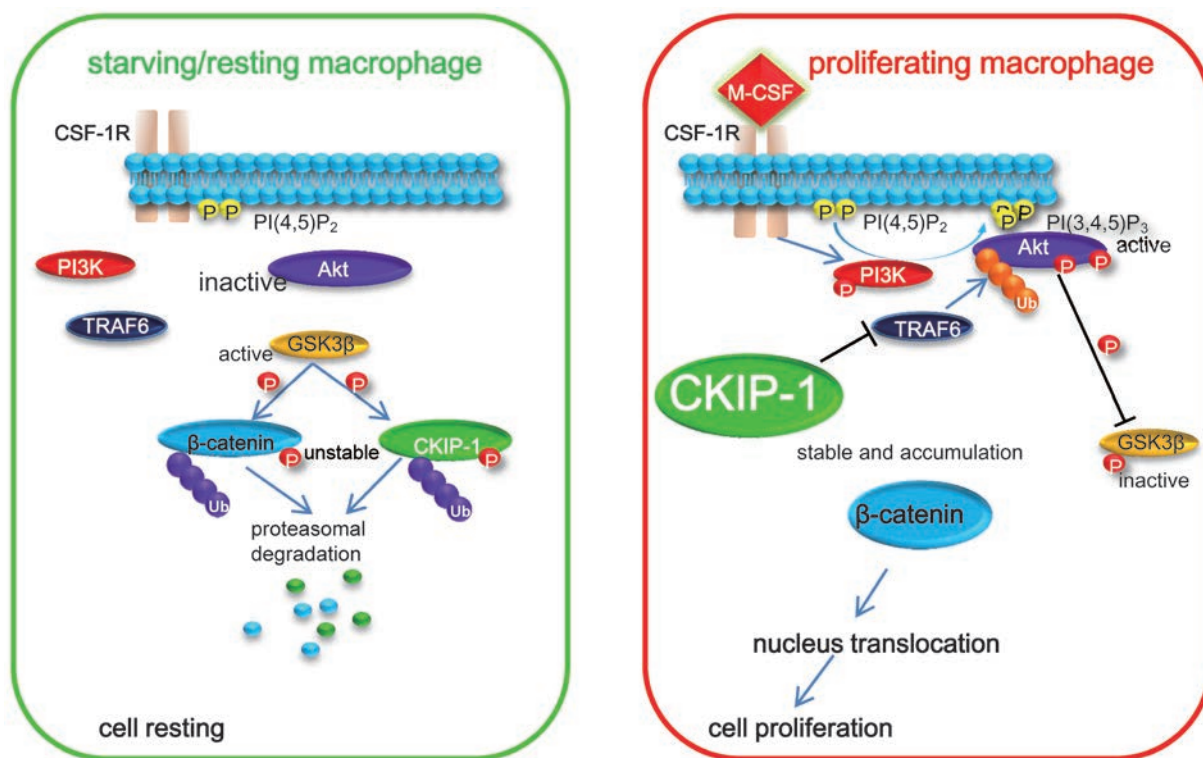 starving/resting macrophage
CSF-1R
P P
PI(4,5)P2
PI3K
inactive
Akt
TRAF6
active
GSK3β
P
P
β-catenin
P
unstable
CKIP-1
P
Ub
Ub
proteasomal
degradation
cell resting
proliferating macrophage
M-CSF
CSF-1R
P P
PI(4,5)P2
P P
P
PI(3,4,5)P3
Akt
active
P
P
PI3K
P
Ub
TRAF6
P
CKIP-1
GSK3β
P
inactive
stable and accumulation
β-catenin
nucleus translocation
cell proliferation